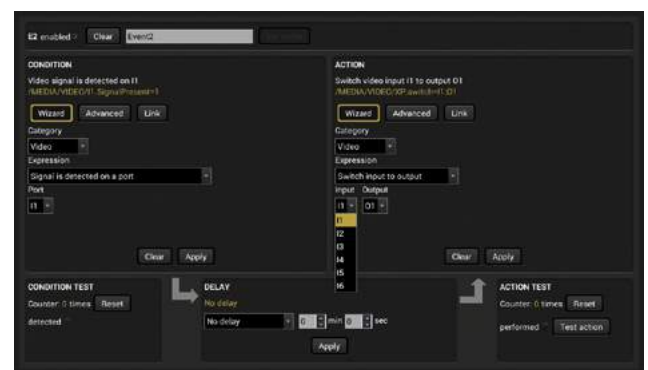 E2 enabled Clear Event2
CONDITION
Video signal is detected on I1
/MEDIA/VIDEO/I1.SignalPresent=1
Wizard Advanced Link
Category
Video
Expression
Signal is detected on a port
Port
I1
Clear Apply
ACTION
Switch video input I1 to output O1
/MEDIA/VIDEO/XP:switch=I1:O1
Wizard Advanced Link
Category
Video
Expression
Switch input to output
Input Output
I1 O1
I1
I2
I3
I4
I5
I6
Clear Apply
CONDITION TEST
Counter: 0 times Reset
detected
DELAY
No delay
No delay 0 min 0 sec
Apply
ACTION TEST
Counter: 0 times Reset
performed Test action